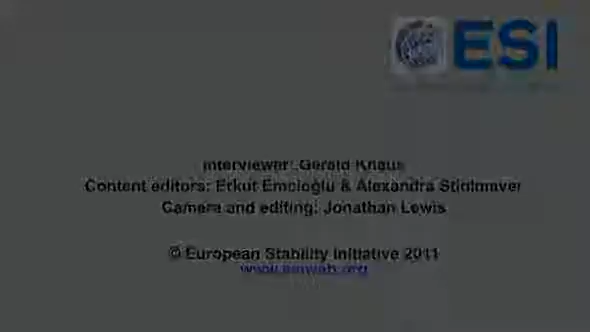 ESI
Interviewer: Gerald Knaus
Content editors: Erkut Emcioğlu & Alexandra Stiglmayer
Camera and editing: Jonathan Lewis
© European Stability Initiative 2011
www.esiweb.org